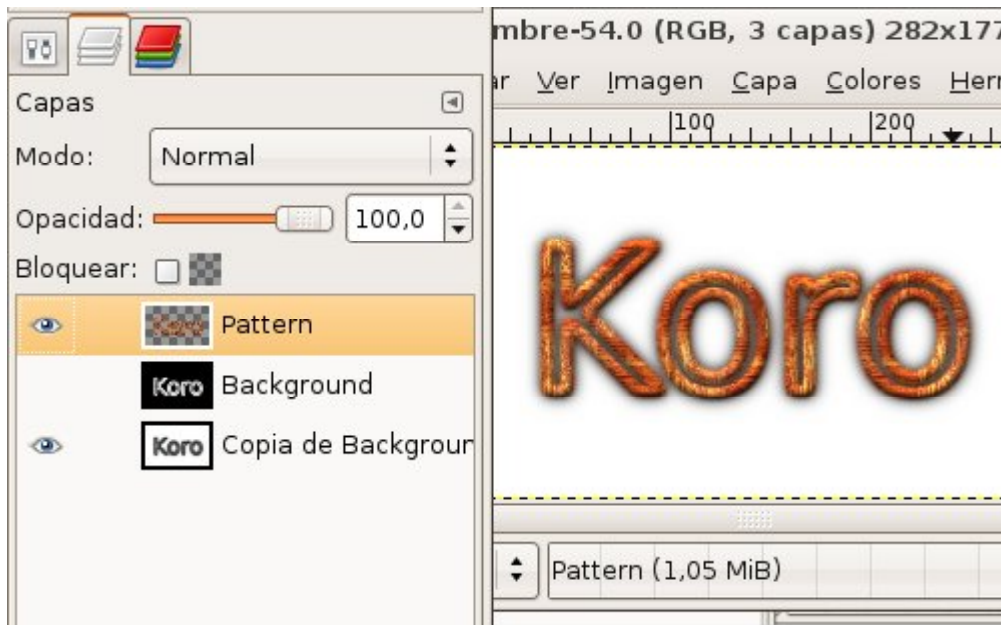 mbre-54.0 (RGB, 3 capas) 282x177
Ver Imagen Capa Colores Herr
100 200
Capas
Modo: Normal
Opacidad: 100,0
Bloquear:
Pattern
Koro Background
Koro Copia de Backgrour
Koro
Pattern (1,05 MiB)